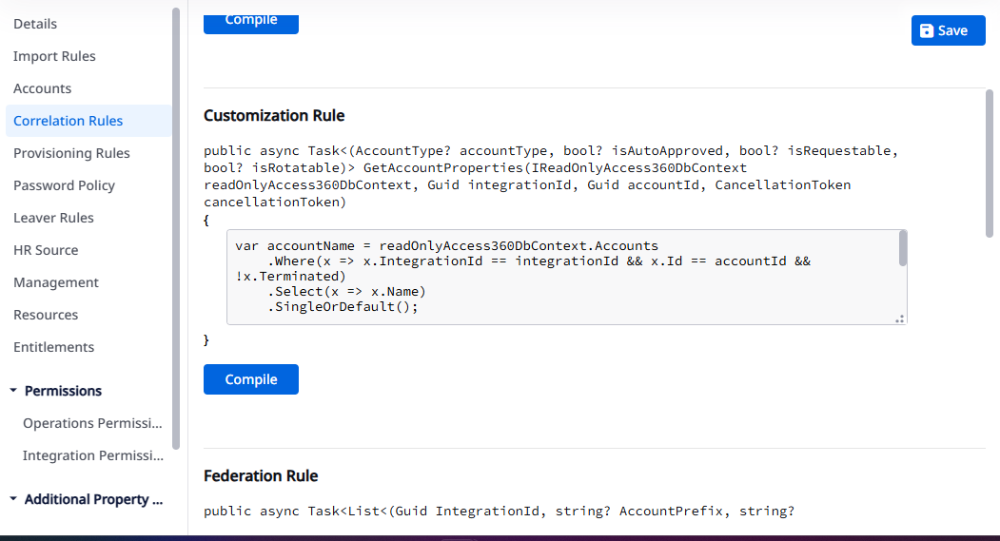 Details
Import Rules
Accounts
Correlation Rules
Provisioning Rules
Password Policy
Leaver Rules
HR Source
Management
Resources
Entitlements
Permissions
Operations Permissi...
Integration Permissi...
Additional Property ...
Compile
Save
Customization Rule
public async Task<(AccountType? accountType, bool? isAutoApproved, bool? isRequestable,
bool? isRotatable)> GetAccountProperties(IReadOnlyAccess360DbContext
readOnlyAccess360DbContext, Guid integrationId, Guid accountId, CancellationToken
cancellationToken)
{
var accountName = readOnlyAccess360DbContext.Accounts
.Where(x => x.IntegrationId == integrationId && x.Id == accountId &&
!x.Terminated)
.Select(x => x.Name)
.SingleOrDefault();
}
Compile
Federation Rule
public async Task<List<(Guid IntegrationId, string? AccountPrefix, string?